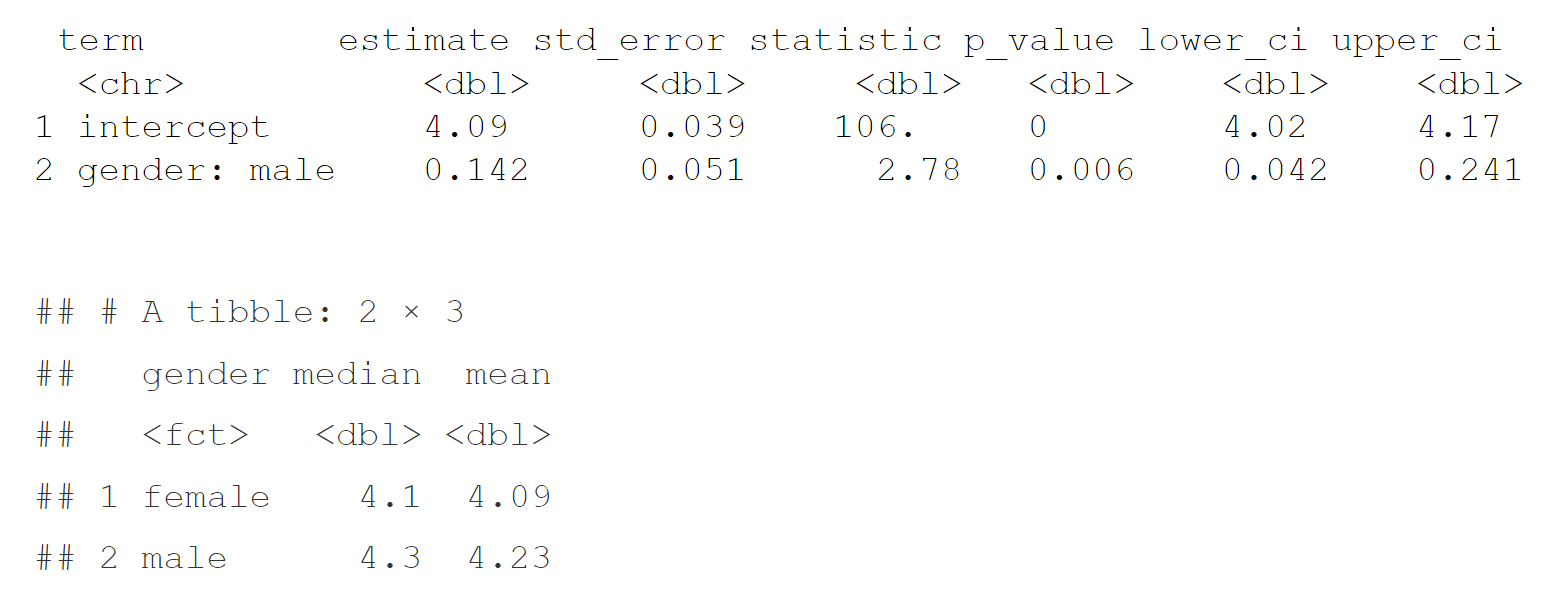 term estimate std_error statistic p_value lower_ci upper_ci
<chr> <dbl> <dbl> <dbl> <dbl> <dbl> <dbl>
1 intercept 4.09 0.039 106. 0 4.02 4.17
2 gender: male 0.142 0.051 2.78 0.006 0.042 0.241
## # A tibble: 2 × 3
## gender median mean
## <fct> <dbl> <dbl>
## 1 female 4.1 4.09
## 2 male 4.3 4.23